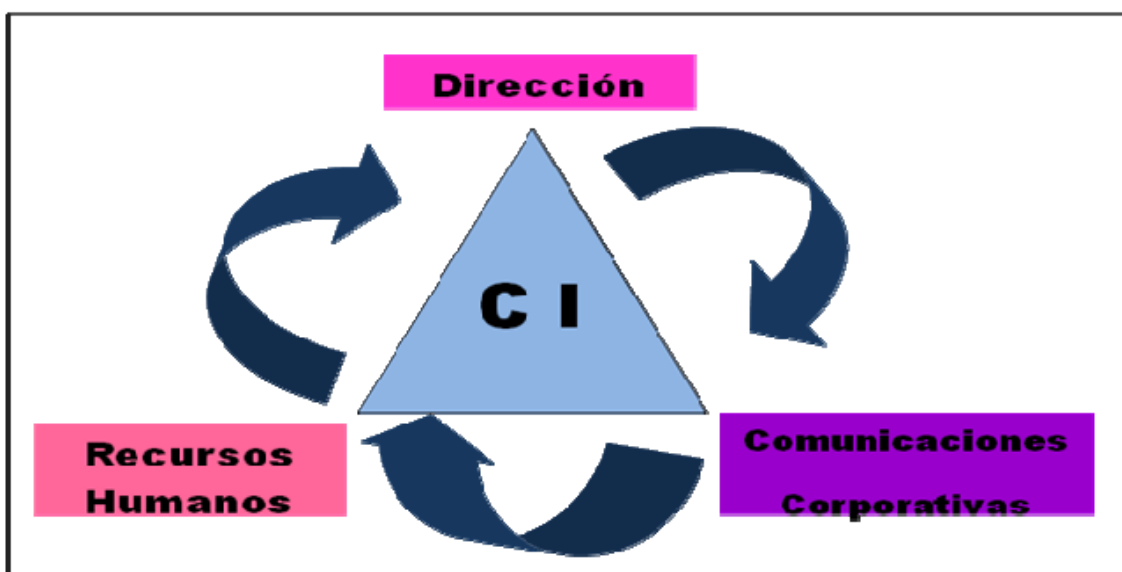 Dirección
C I
Recursos
Humanos
Comunicaciones
Corporativas